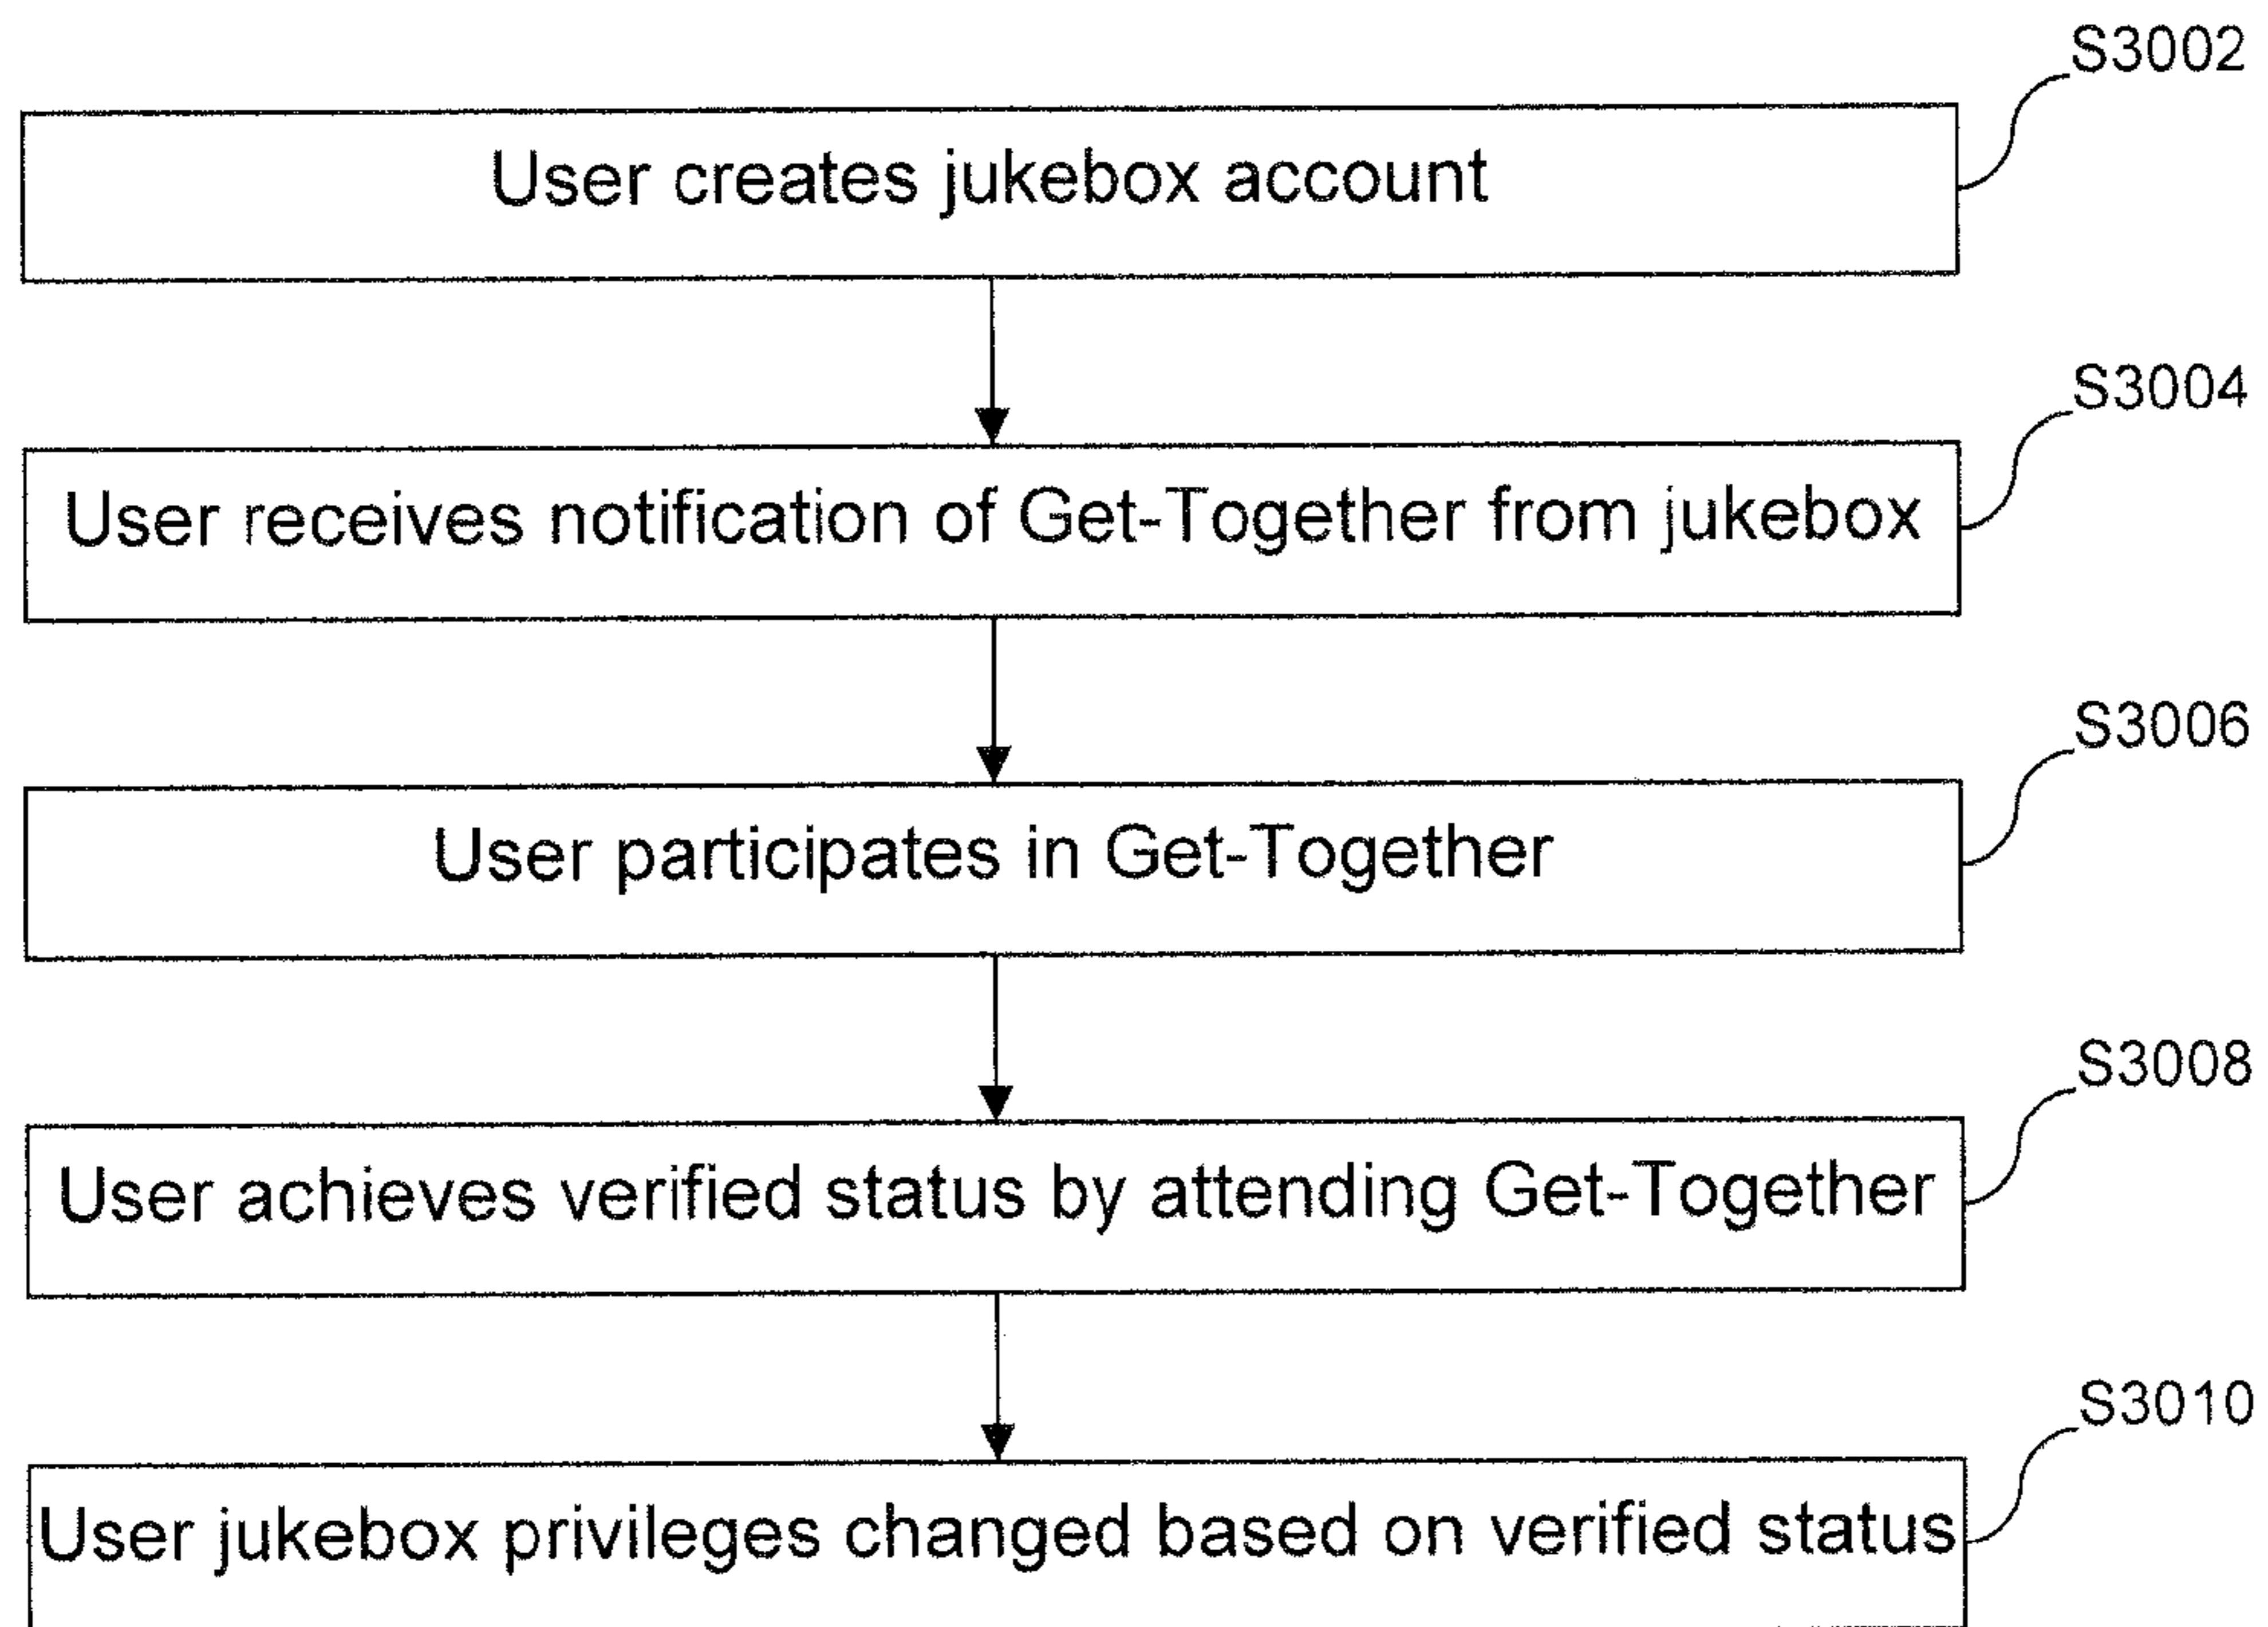 S3002
User creates jukebox account
S3004
User receives notification of Get-Together from jukebox
S3006
User participates in Get-Together
S3008
User achieves verified status by attending Get-Together
S3010
User jukebox privileges changed based on verified status